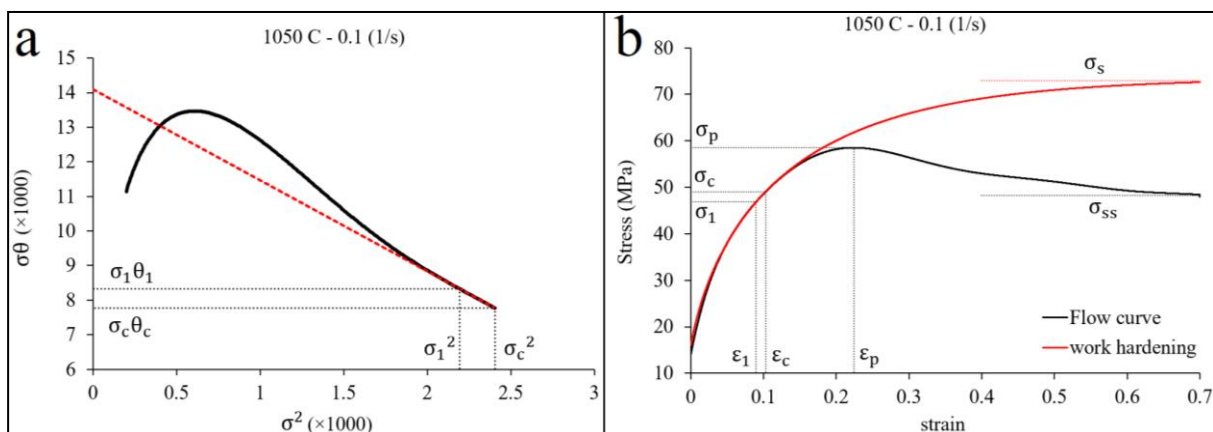 a
1050 C - 0.1 (1/s)
σθ (×1000)
15
14
13
12
11
10
9
8
7
6
σ₁θ₁
σcθc
σ₁²
σc²
0
0.5
1
1.5
2
2.5
3
σ² (×1000)
b
1050 C - 0.1 (1/s)
Stress (MPa)
80
70
60
50
40
30
20
10
σs
σp
σc
σ₁
σss
Flow curve
work hardening
ε₁
εc
εp
0
0.1
0.2
0.3
0.4
0.5
0.6
0.7
strain